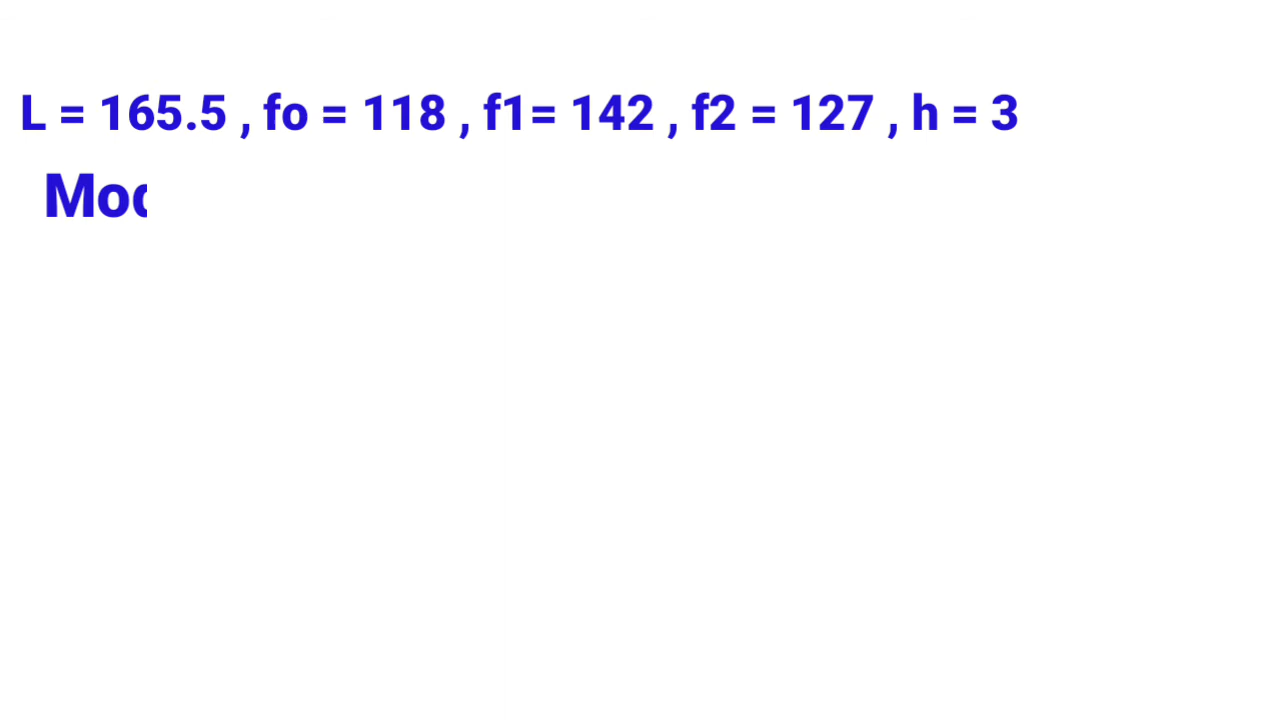 L = 165.5 , fo = 118 , f1= 142 , f2 = 127 , h = 3